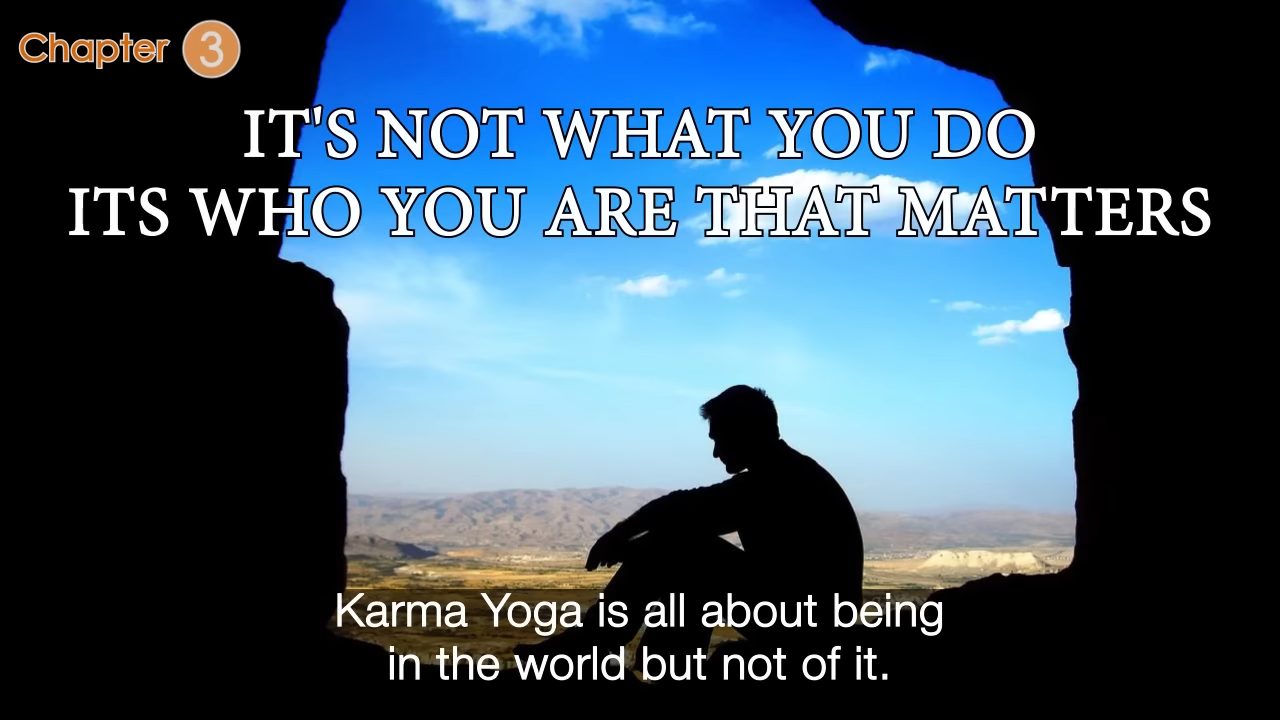 Chapter 3
IT'S NOT WHAT YOU DO
ITS WHO YOU ARE THAT MATTERS
Karma Yoga is all about being
in the world but not of it.